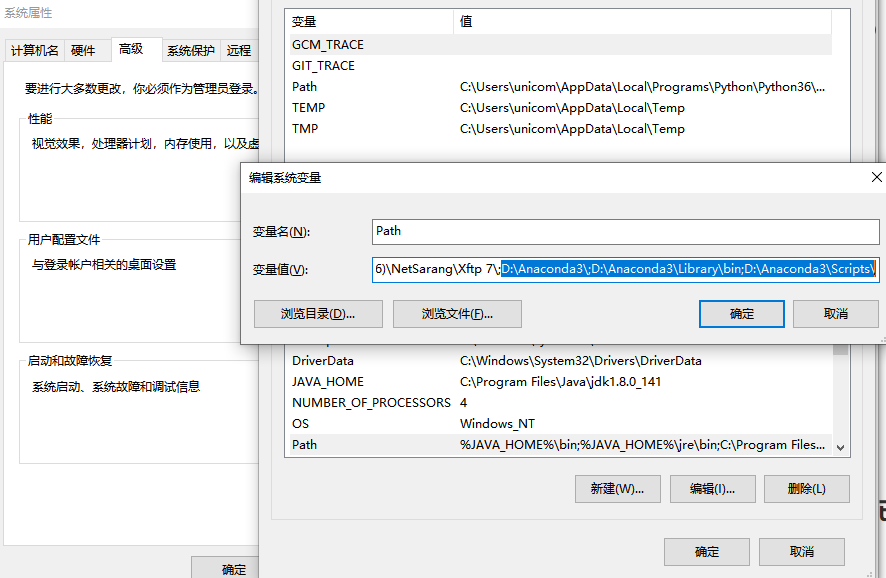 系统属性
计算机名 硬件 高级 系统保护 远程
要进行大多数更改，你必须作为管理员登录。
性能
视觉效果，处理器计划，内存使用，以及虚
用户配置文件
与登录帐户相关的桌面设置
启动和故障恢复
系统启动、系统故障和调试信息
确定
变量 值
GCM_TRACE
GIT_TRACE
Path C:\Users\unicom\AppData\Local\Programs\Python\Python36\...
TEMP C:\Users\unicom\AppData\Local\Temp
TMP C:\Users\unicom\AppData\Local\Temp
编辑系统变量
变量名(N): Path
变量值(V): 6)\NetSarang\Xftp 7\;D:\Anaconda3\;D:\Anaconda3\Library\bin;D:\Anaconda3\Scripts\
浏览目录(D)... 浏览文件(F)... 确定 取消
DriverData C:\Windows\System32\Drivers\DriverData
JAVA_HOME C:\Program Files\Java\jdk1.8.0_141
NUMBER_OF_PROCESSORS 4
OS Windows_NT
Path %JAVA_HOME%\bin;%JAVA_HOME%\jre\bin;C:\Program Files...
新建(W)... 编辑(I)... 删除(L)
确定 取消